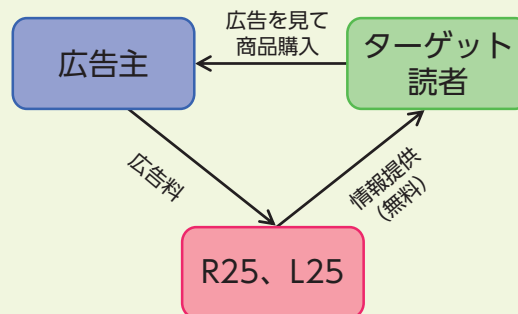 広告を見て
商品購入
広告主
ターゲット
読者
広告料
情報提供
(無料)
R25、L25